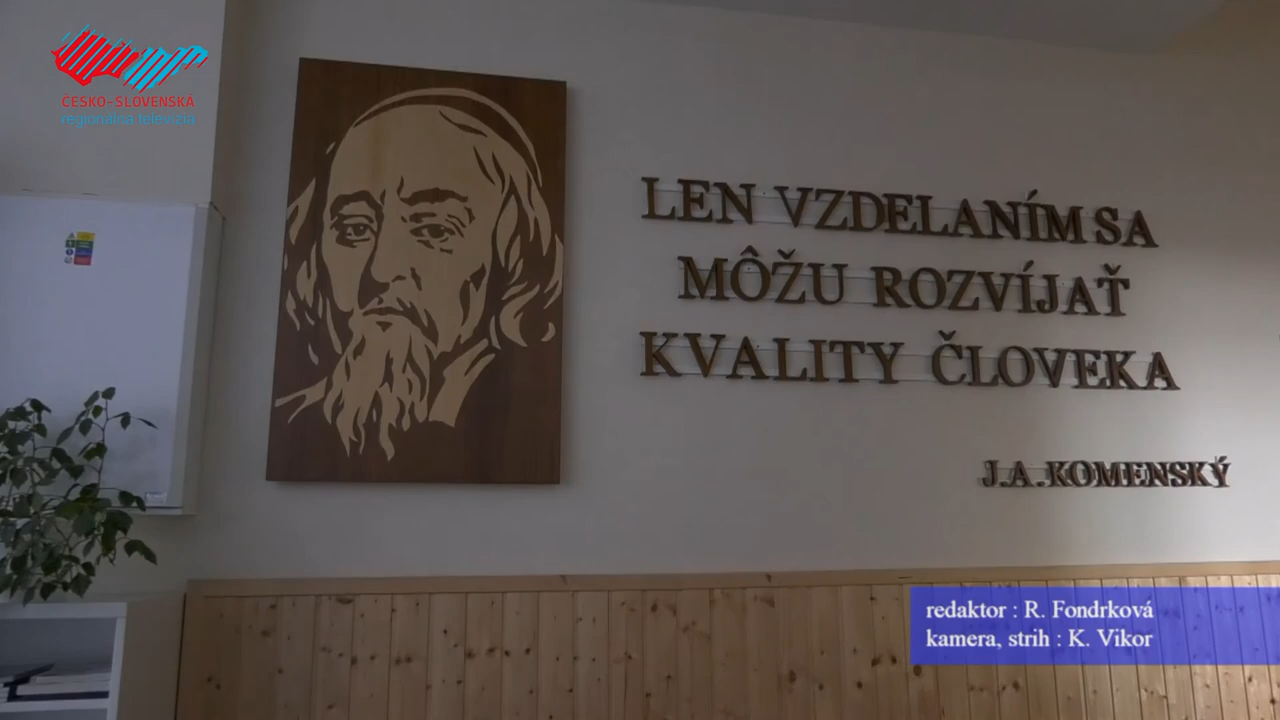 ČESKO-SLOVENSKÁ
regionálna televízia
LEN VZDELANÍM SA
MÔŽU ROZVÍJAŤ
KVALITY ČLOVEKA
J.A.KOMENSKÝ
redaktor : R. Fondrková
kamera, strih : K. Vikor